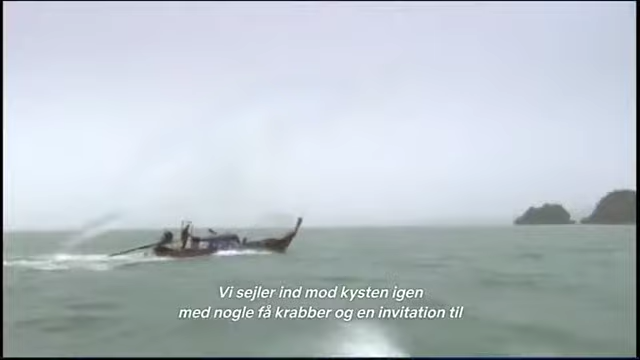 Vi sejler ind mod kysten igen
med nogle få krabber og en invitation til